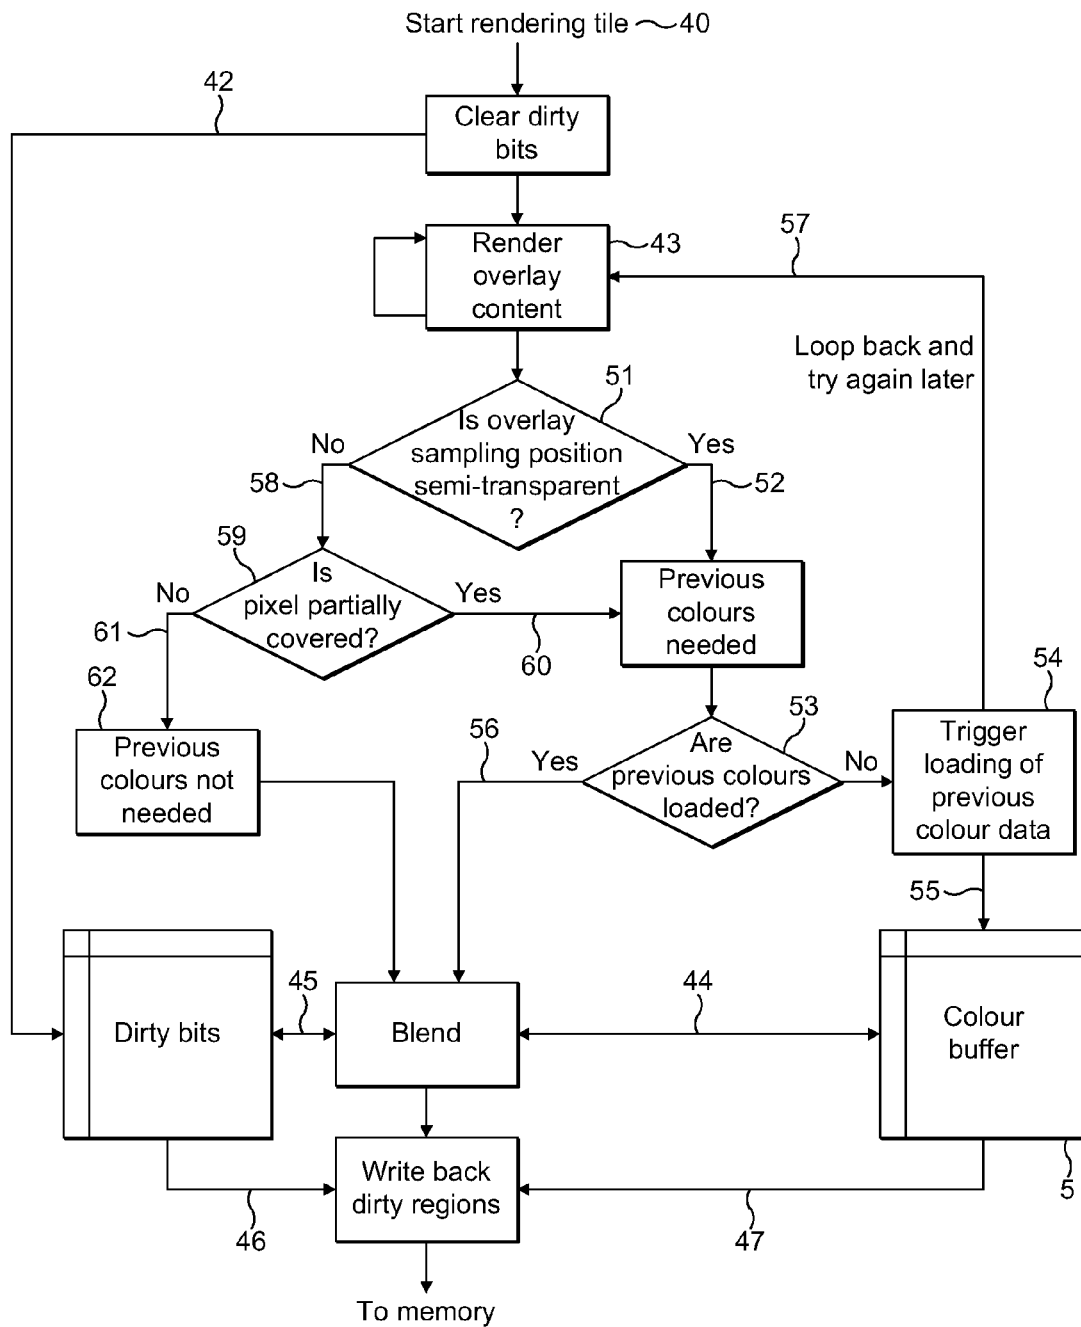 Start rendering tile 40
42
Clear dirty
bits
Render
overlay
content
43
57
Loop back and
try again later
51
Is overlay
sampling position
semi-transparent
?
No
Yes
58
52
59
Is
pixel partially
covered?
No
Yes
61
60
Previous
colours
needed
62
Previous
colours not
needed
56
53
Are
previous colours
loaded?
Yes
No
54
Trigger
loading of
previous
colour data
55
Dirty bits
45
Blend
44
Colour
buffer
5
Write back
dirty regions
46
47
To memory